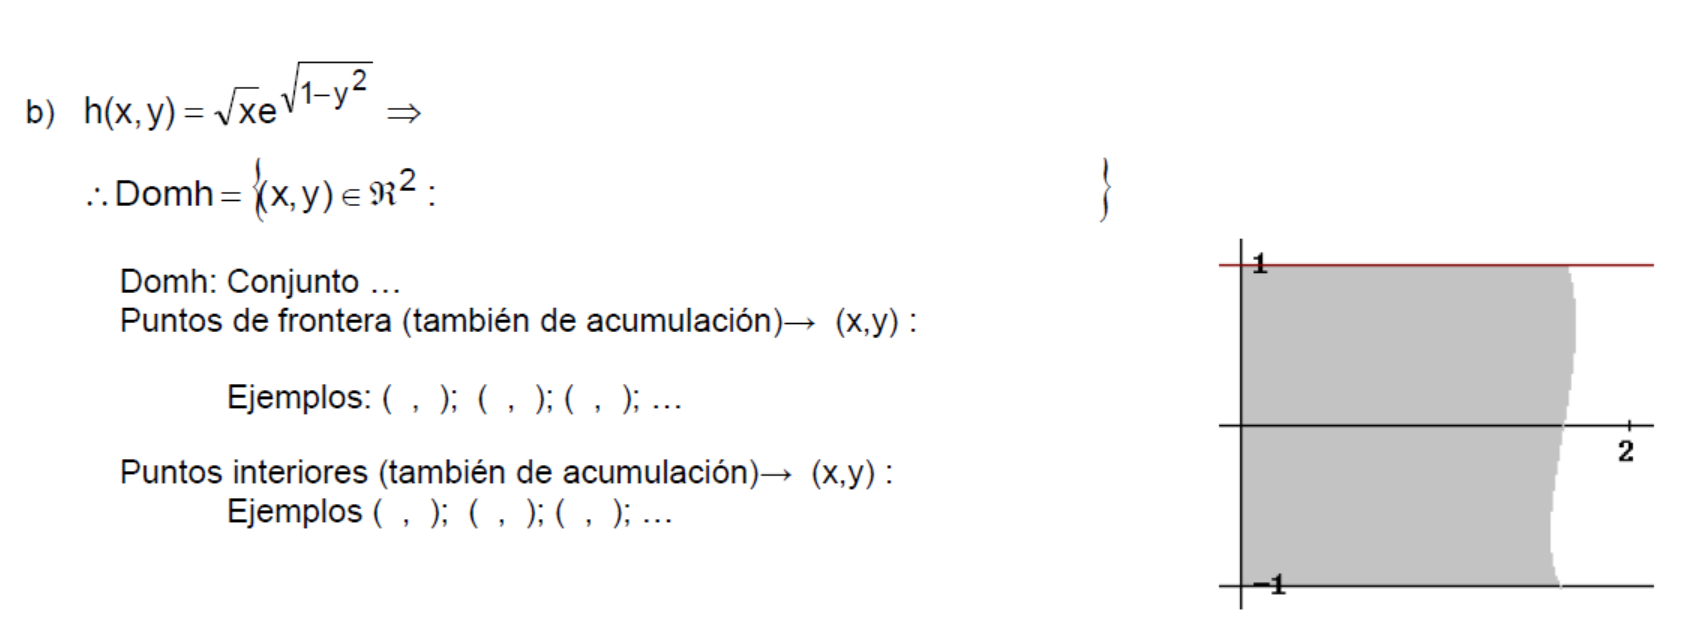 b) h(x,y) = √xe^√1−y² ⇒
∴ Domh = {(x,y) ∈ ℜ² : }
Domh: Conjunto ...
Puntos de frontera (también de acumulación)→ (x,y) :
Ejemplos: ( , ); ( , ); ( , ); ...
Puntos interiores (también de acumulación)→ (x,y) :
Ejemplos ( , ); ( , ); ( , ); ...
1
2
−1